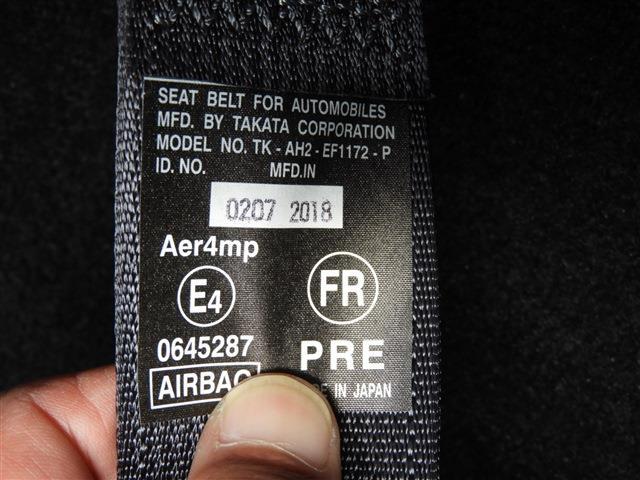 SEAT BELT FOR AUTOMOBILES
MFD. BY TAKATA CORPORATION
MODEL NO. TK - AH2 - EF1172 - P
ID. NO. MFD.IN
0207 2018
Aer4mp
E4 FR
0645287 PRE
AIRBAG IN JAPAN